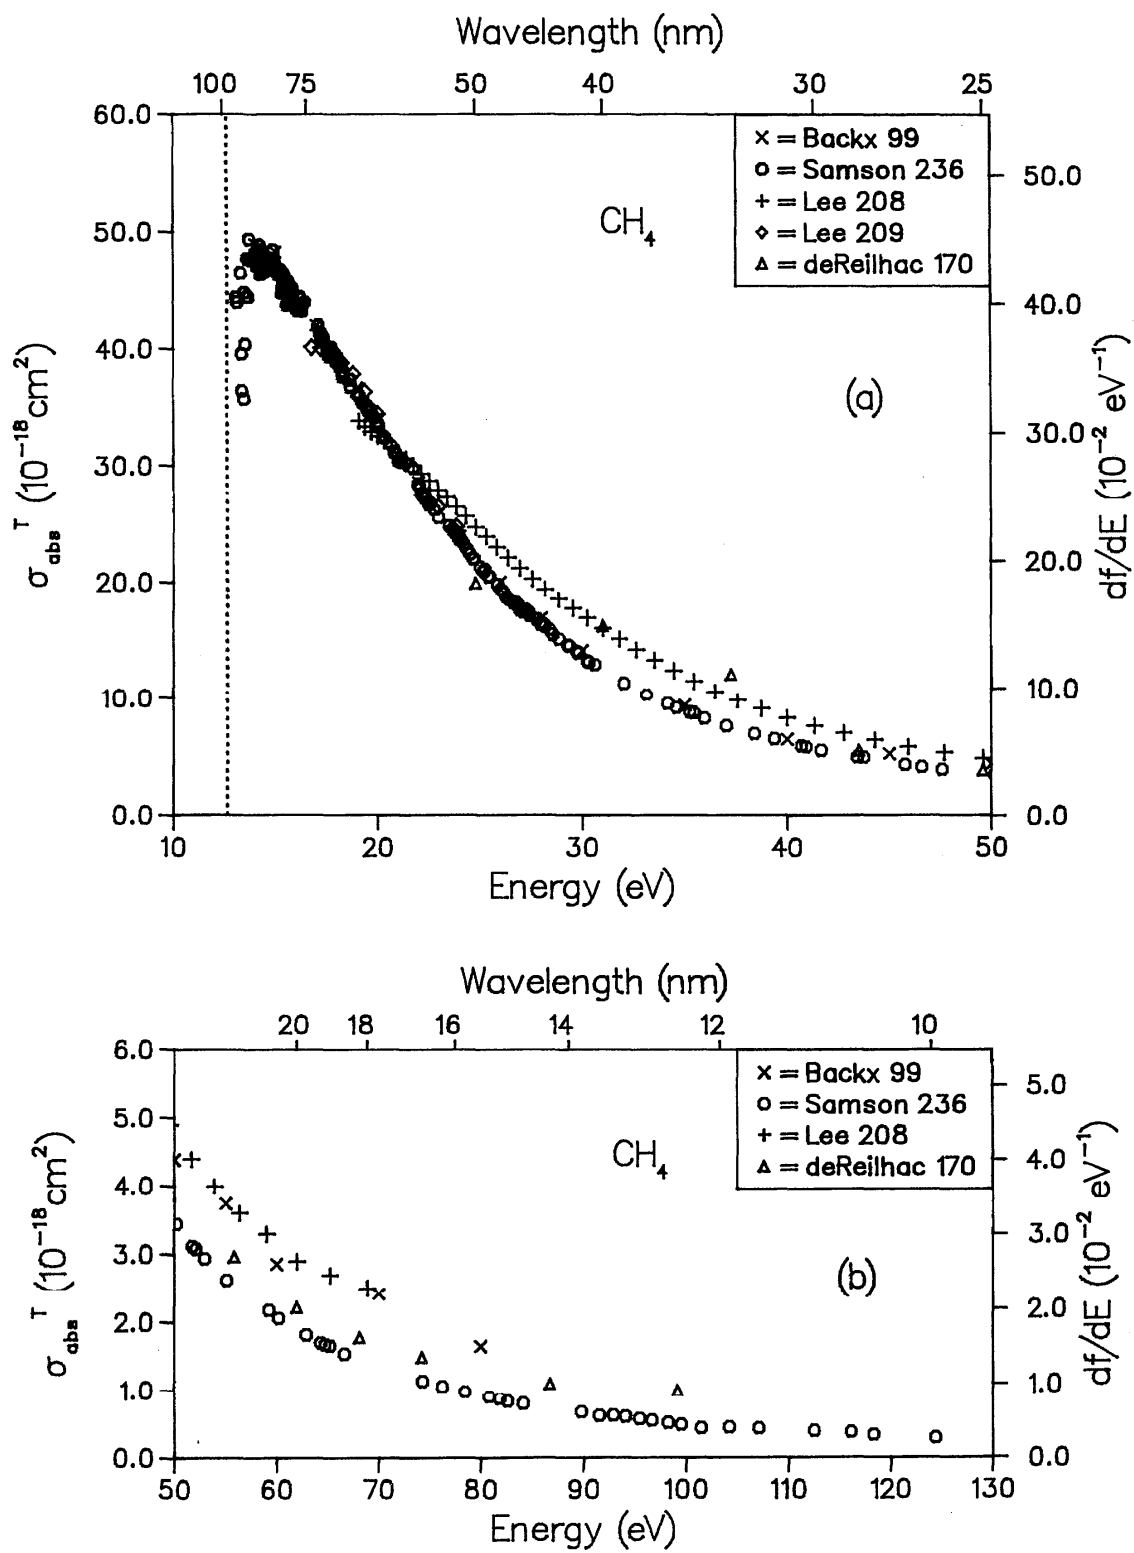 Wavelength (nm)
100 75 50 40 30 25
60.0
50.0
40.0
30.0
20.0
10.0
0.0
σabsᵀ (10⁻¹⁸cm²)
× = Backx 99
o = Samson 236
+ = Lee 208
◇ = Lee 209
△ = deReilhac 170
CH₄
(a)
50.0
40.0
30.0
20.0
10.0
0.0
df/dE (10⁻² eV⁻¹)
10 20 30 40 50
Energy (eV)
Wavelength (nm)
20 18 16 14 12 10
6.0
5.0
4.0
3.0
2.0
1.0
0.0
σabsᵀ (10⁻¹⁸cm²)
× = Backx 99
o = Samson 236
+ = Lee 208
△ = deReilhac 170
CH₄
(b)
5.0
4.0
3.0
2.0
1.0
0.0
df/dE (10⁻² eV⁻¹)
50 60 70 80 90 100 110 120 130
Energy (eV)